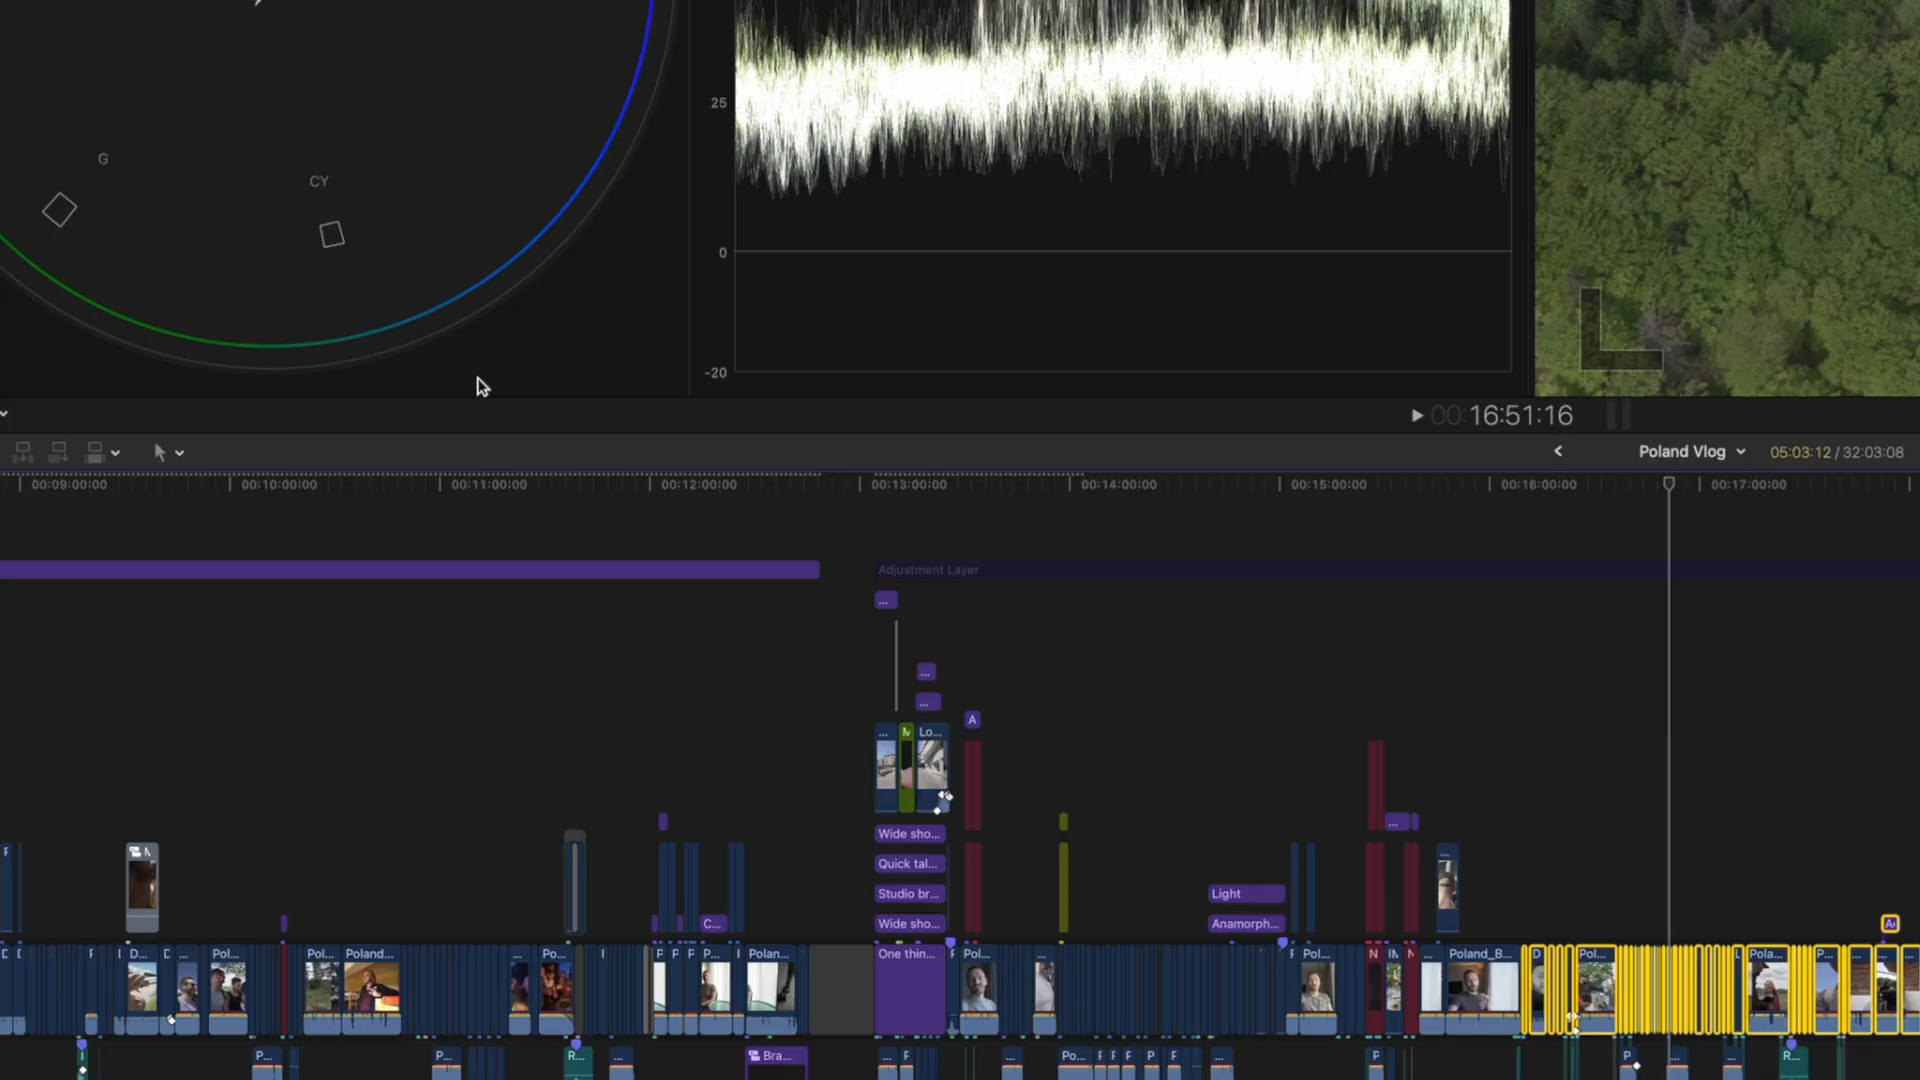 25
G
CY
0
-20
00:16:51:16
Poland Vlog
05:03:12 / 32:03:08
00:09:00:00
00:10:00:00
00:11:00:00
00:12:00:00
00:13:00:00
00:14:00:00
00:15:00:00
00:16:00:00
00:17:00:00
Adjustment Layer
...
...
...
A
... M Lo...
...
Wide sho...
F M Quick tal... ...
Studio br... Light
C... Wide sho... Anamorph...
D D F I D... D ... Pol... Pol... Poland... ... Po... I P P P P... Polan... One thin... F Pol... ... F Pol... N IM N ... Poland_B... D Pol... L Pola... P... ... ... ...
I P... P... R... ... Bra... ... F ... Po... F F F P F ... P P ... ... R...